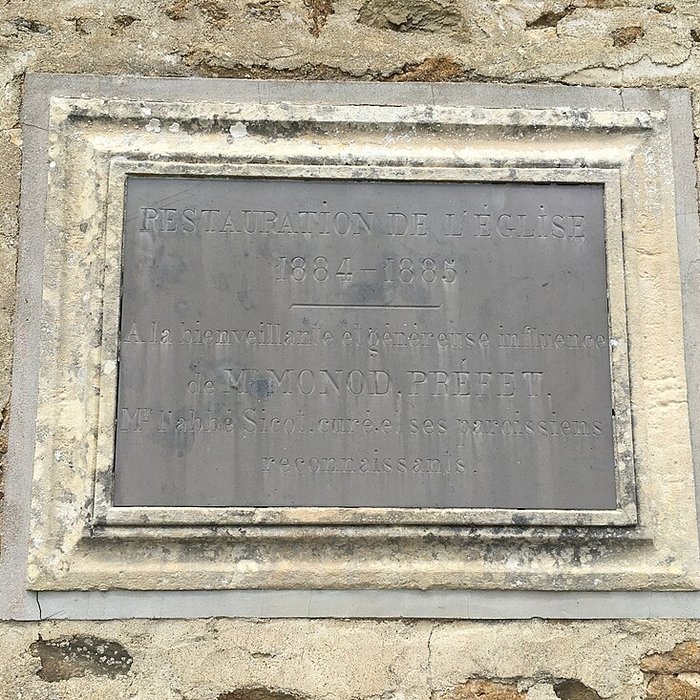 RESTAURATION DE L'ÉGLISE
1884-1885
A la bienveillante et généreuse influence
de Mr MONOD, PRÉFET.
Mr l'abbé Sicot, curé, et ses paroissiens
reconnaissants.